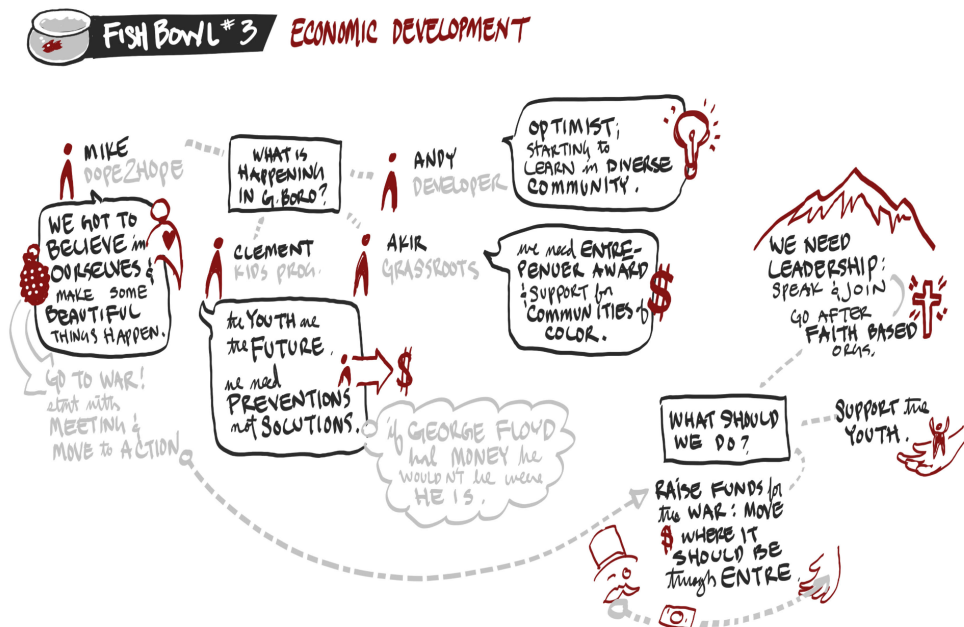 FISH BOWL #3
ECONOMIC DEVELOPMENT
MIKE
DOPE2HOPE
WE GOT TO
BELIEVE in
OURSELVES &
MAKE SOME
BEAUTIFUL
THINGS HAPPEN.
GO TO WAR!
start with
MEETING &
MOVE to ACTION
WHAT IS
HAPPENING
IN G.BORO?
CLEMENT
KIDS PROG.
the YOUTH are
the FUTURE.
we need
PREVENTIONS
not SOLUTIONS.
$
if GEORGE FLOYD
had MONEY he
WOULDN'T be where
HE IS.
ANDY
DEVELOPER
OPTIMIST;
STARTING to
LEARN in DIVERSE
COMMUNITY.
AKIR
GRASSROOTS
we need ENTRE-
PENUER AWARD
& SUPPORT for
COMMUNITIES of
COLOR.
$
WHAT SHOULD
WE DO?
WE NEED
LEADERSHIP:
SPEAK & JOIN
GO AFTER
FAITH BASED
ORGS.
SUPPORT the
YOUTH.
RAISE FUNDS for
the WAR: MOVE
$ WHERE IT
SHOULD BE
through ENTRE.